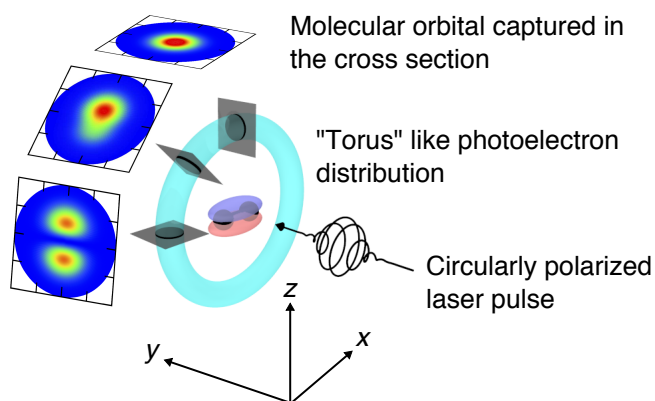 Molecular orbital captured in
the cross section
"Torus" like photoelectron
distribution
Circularly polarized
laser pulse
z
y
x